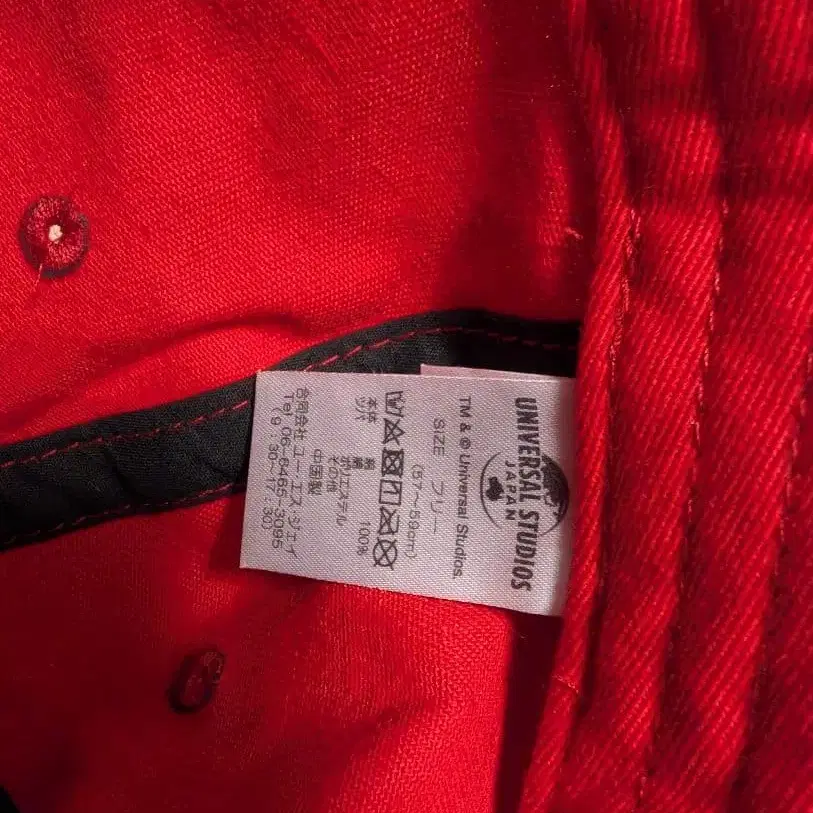 UNIVERSAL STUDIOS
JAPAN
TM & © Universal Studios.
SIZE フリー
(57~59cm)
本体 綿 100%
ツバ ポリエステル
その他
中国製
合同会社ユー・エス・ジェイ
Tel 06-6465-3095
(9:30~17:30)